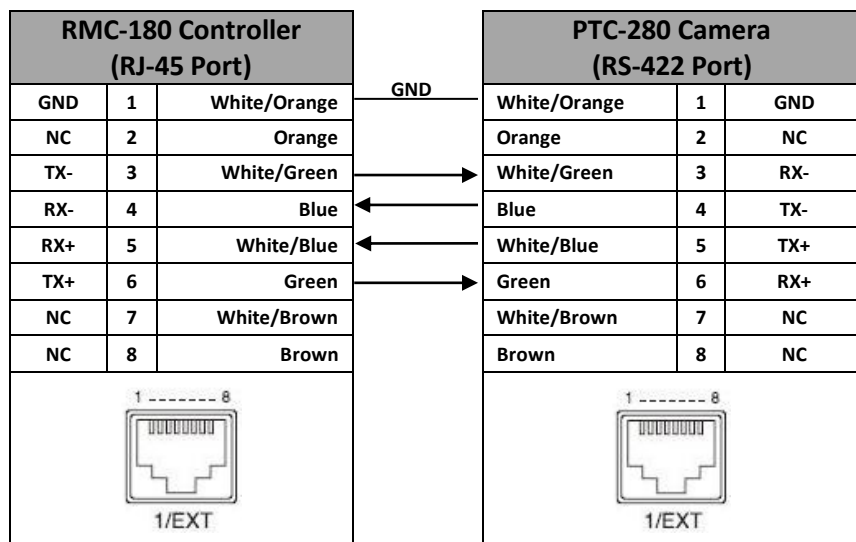 RMC-180 Controller
(RJ-45 Port)
GND 1 White/Orange
NC 2 Orange
TX- 3 White/Green
RX- 4 Blue
RX+ 5 White/Blue
TX+ 6 Green
NC 7 White/Brown
NC 8 Brown
1 ------- 8
1/EXT
GND
PTC-280 Camera
(RS-422 Port)
White/Orange 1 GND
Orange 2 NC
White/Green 3 RX-
Blue 4 TX-
White/Blue 5 TX+
Green 6 RX+
White/Brown 7 NC
Brown 8 NC
1 ------- 8
1/EXT